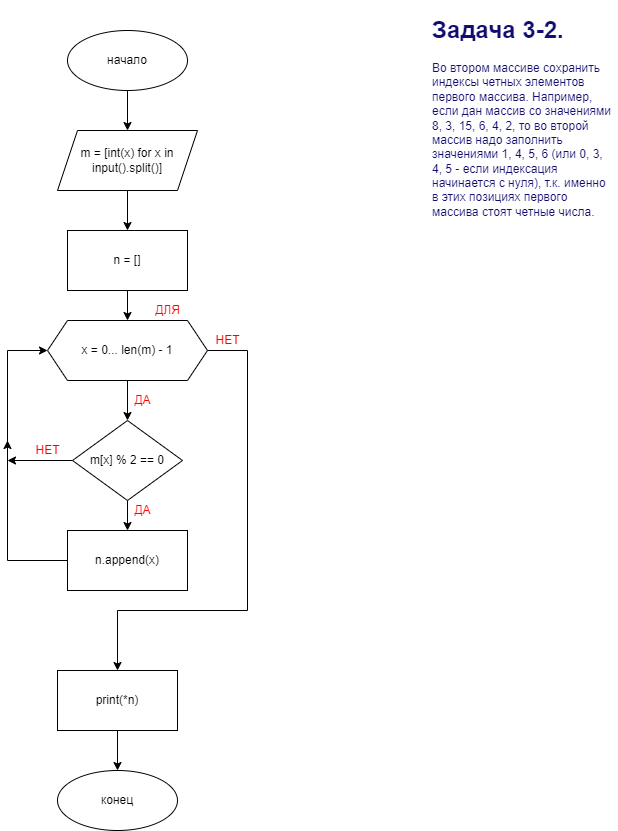 Задача 3-2.
Во втором массиве сохранить
индексы четных элементов
первого массива. Например,
если дан массив со значениями
8, 3, 15, 6, 4, 2, то во второй
массив надо заполнить
значениями 1, 4, 5, 6 (или 0, 3,
4, 5 - если индексация
начинается с нуля), т.к. именно
в этих позициях первого
массива стоят четные числа.
начало
m = [int(x) for x in
input().split()]
n = []
ДЛЯ
x = 0... len(m) - 1
НЕТ
ДА
НЕТ
m[x] % 2 == 0
ДА
n.append(x)
print(*n)
конец